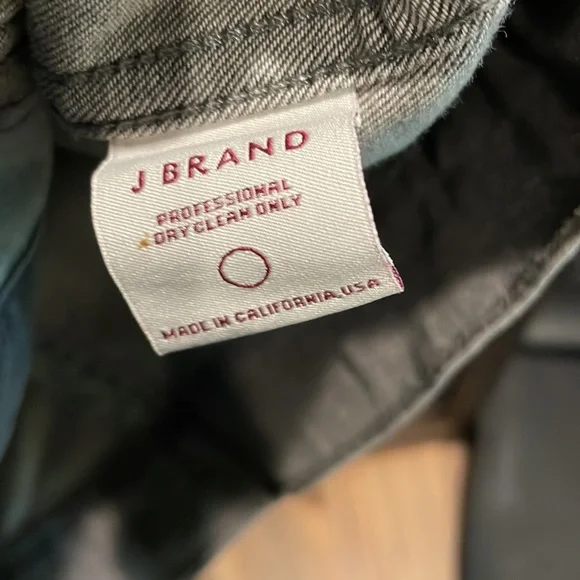 J BRAND
PROFESSIONAL
DRY CLEAN ONLY
MADE IN CALIFORNIA, USA